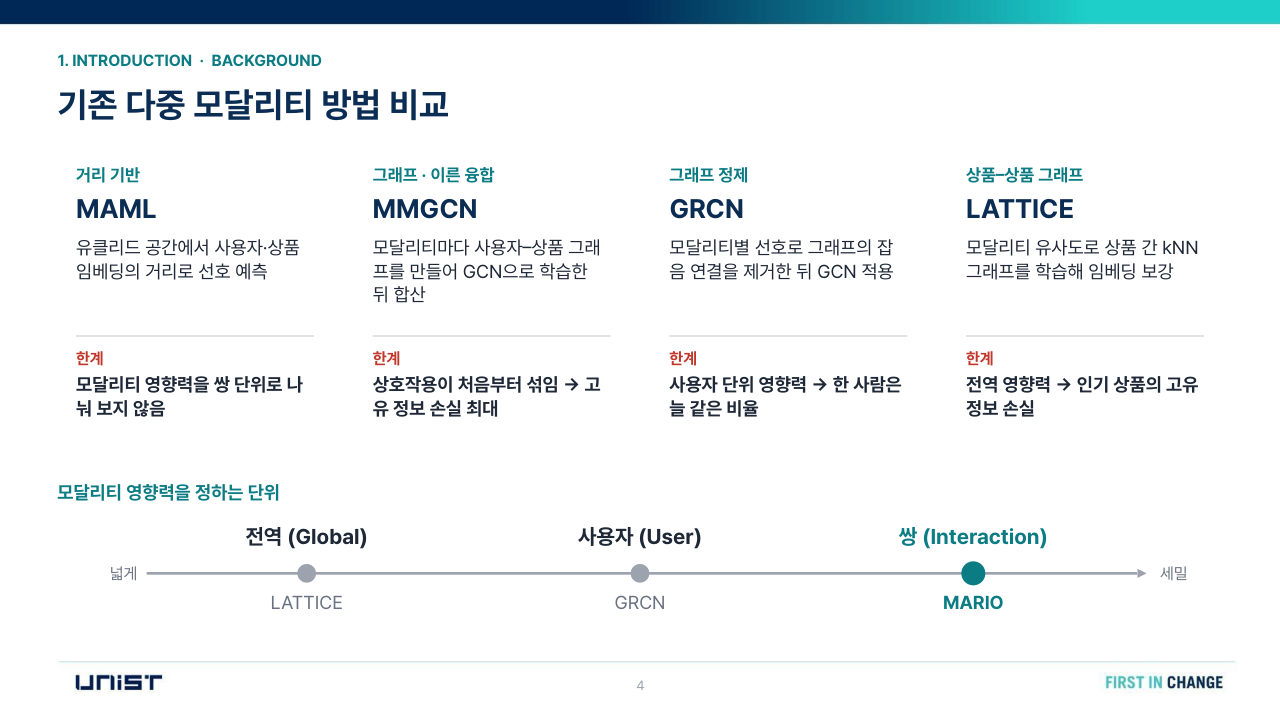 1. INTRODUCTION · BACKGROUND
기존 다중 모달리티 방법 비교
거리 기반
MAML
유클리드 공간에서 사용자·상품
임베딩의 거리로 선호 예측
한계
모달리티 영향력을 쌍 단위로 나
눠 보지 않음
그래프 · 이른 융합
MMGCN
모달리티마다 사용자–상품 그래
프를 만들어 GCN으로 학습한
뒤 합산
한계
상호작용이 처음부터 섞임 → 고
유 정보 손실 최대
그래프 정제
GRCN
모달리티별 선호로 그래프의 잡
음 연결을 제거한 뒤 GCN 적용
한계
사용자 단위 영향력 → 한 사람은
늘 같은 비율
상품–상품 그래프
LATTICE
모달리티 유사도로 상품 간 kNN
그래프를 학습해 임베딩 보강
한계
전역 영향력 → 인기 상품의 고유
정보 손실
모달리티 영향력을 정하는 단위
전역 (Global)
사용자 (User)
쌍 (Interaction)
넓게
세밀
LATTICE
GRCN
MARIO
UNIST
4
FIRST IN CHANGE